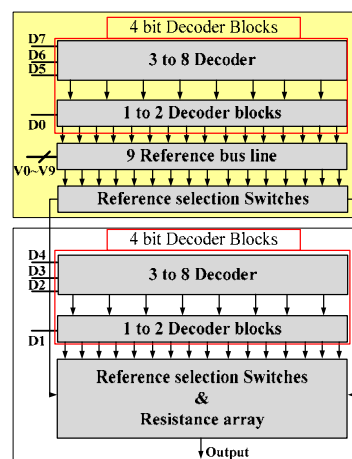 4 bit Decoder Blocks
D7
D6
D5
3 to 8 Decoder
D0
1 to 2 Decoder blocks
V0~V9
9 Reference bus line
Reference selection Switches
4 bit Decoder Blocks
D4
D3
D2
3 to 8 Decoder
D1
1 to 2 Decoder blocks
Reference selection Switches
&
Resistance array
Output